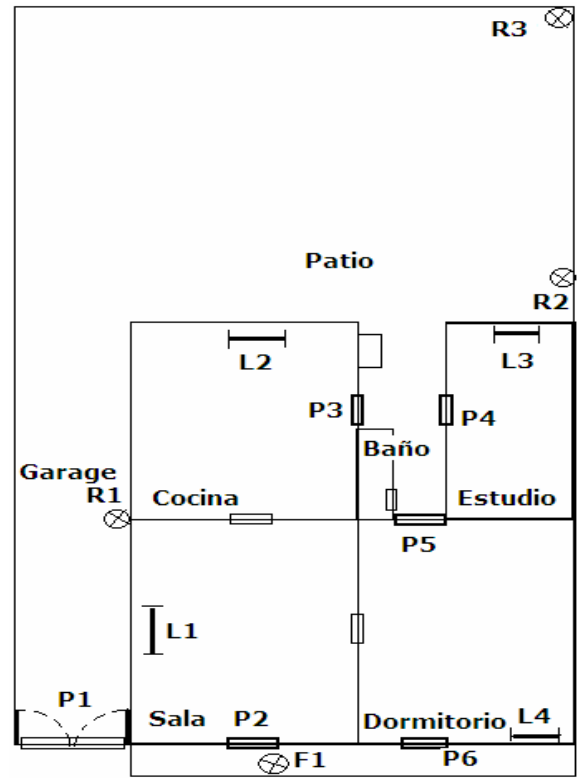 R3
Patio
R2
L2
L3
P3
P4
Baño
Garage
R1
Cocina
Estudio
P5
L1
P1
Sala
P2
Dormitorio
L4
F1
P6